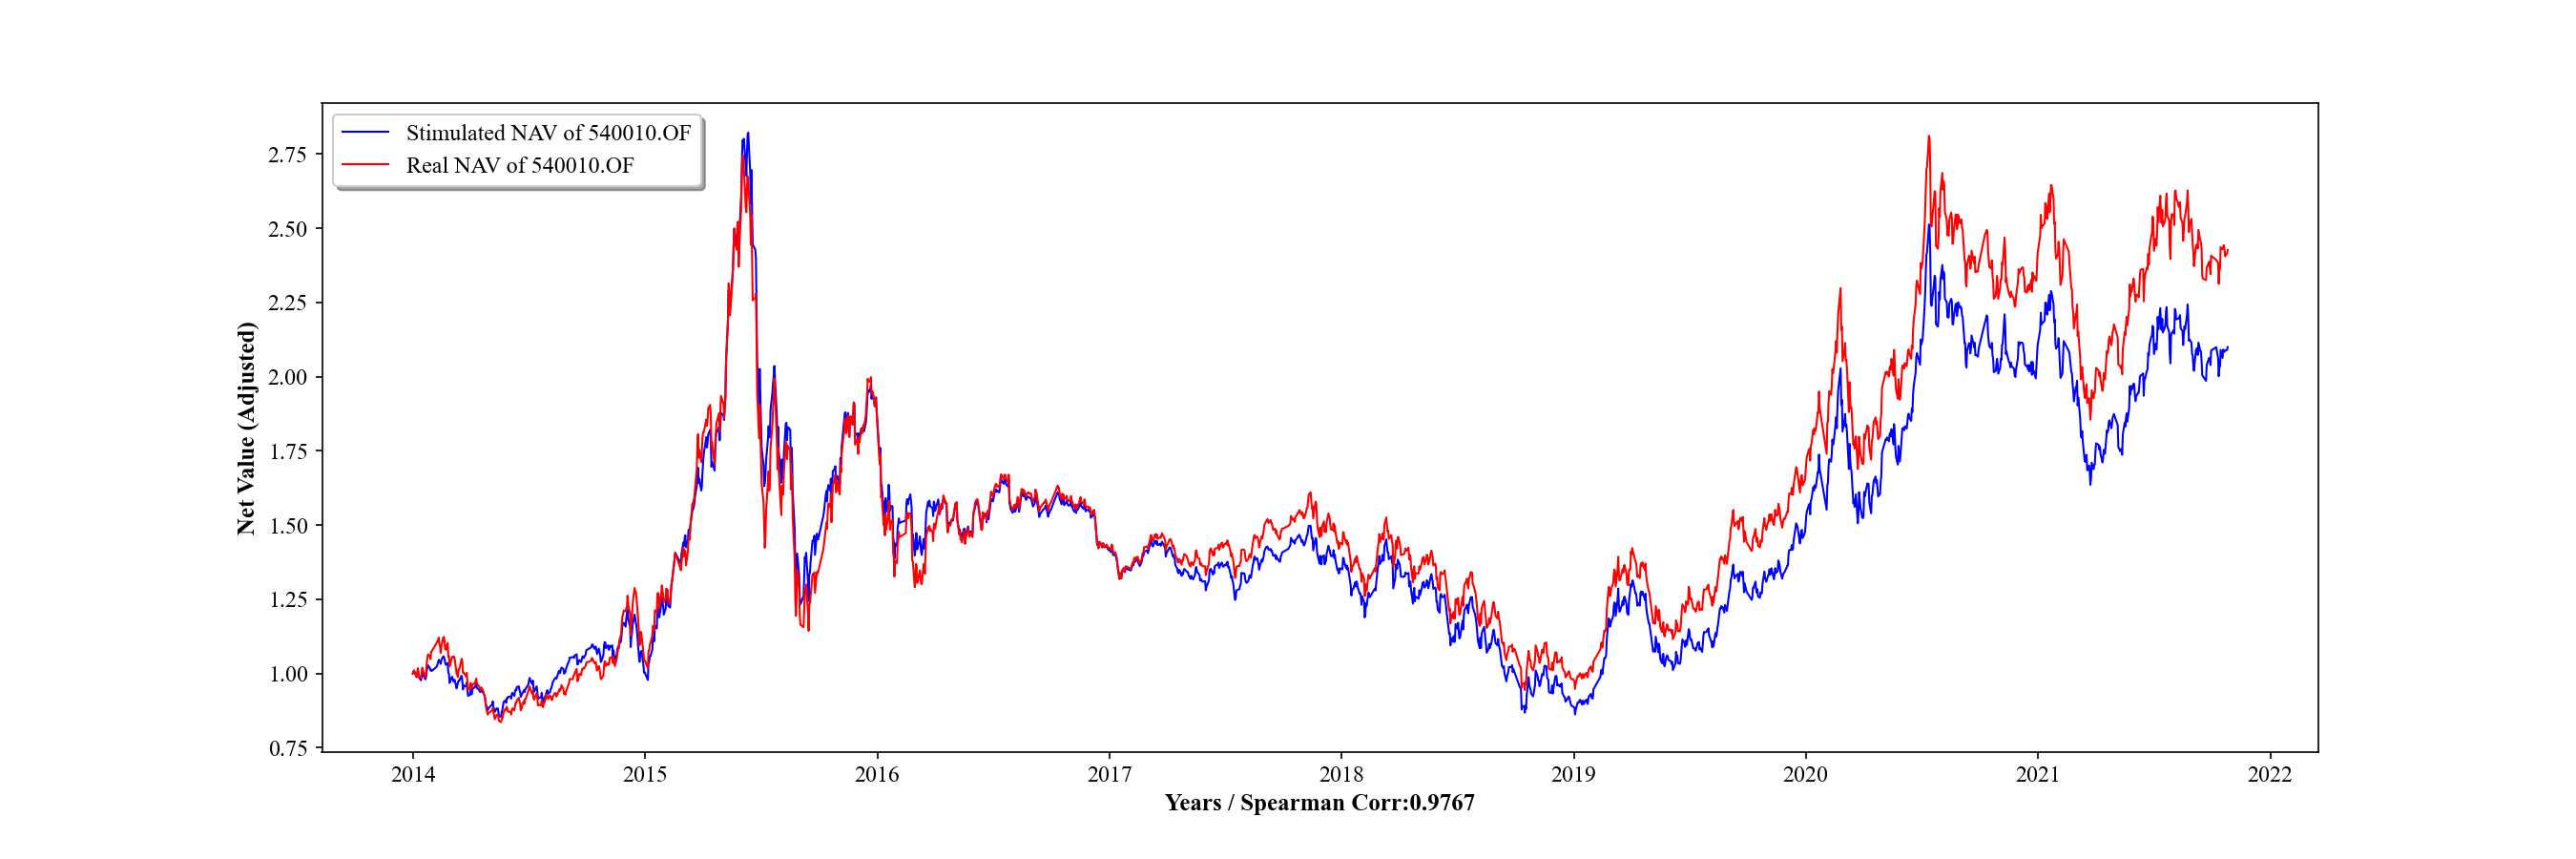 Stimulated NAV of 540010.OF
Real NAV of 540010.OF
Net Value (Adjusted)
2.75
2.50
2.25
2.00
1.75
1.50
1.25
1.00
0.75
2014 2015 2016 2017 2018 2019 2020 2021 2022
Years / Spearman Corr:0.9767